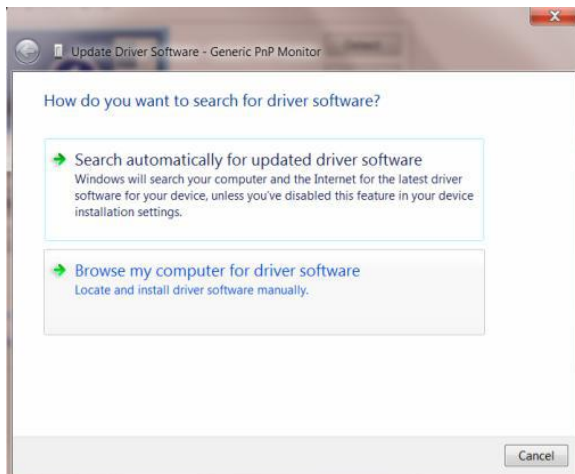 Update Driver Software - Generic PnP Monitor
How do you want to search for driver software?
Search automatically for updated driver software
Windows will search your computer and the Internet for the latest driver
software for your device, unless you've disabled this feature in your device
installation settings.
Browse my computer for driver software
Locate and install driver software manually.
Cancel